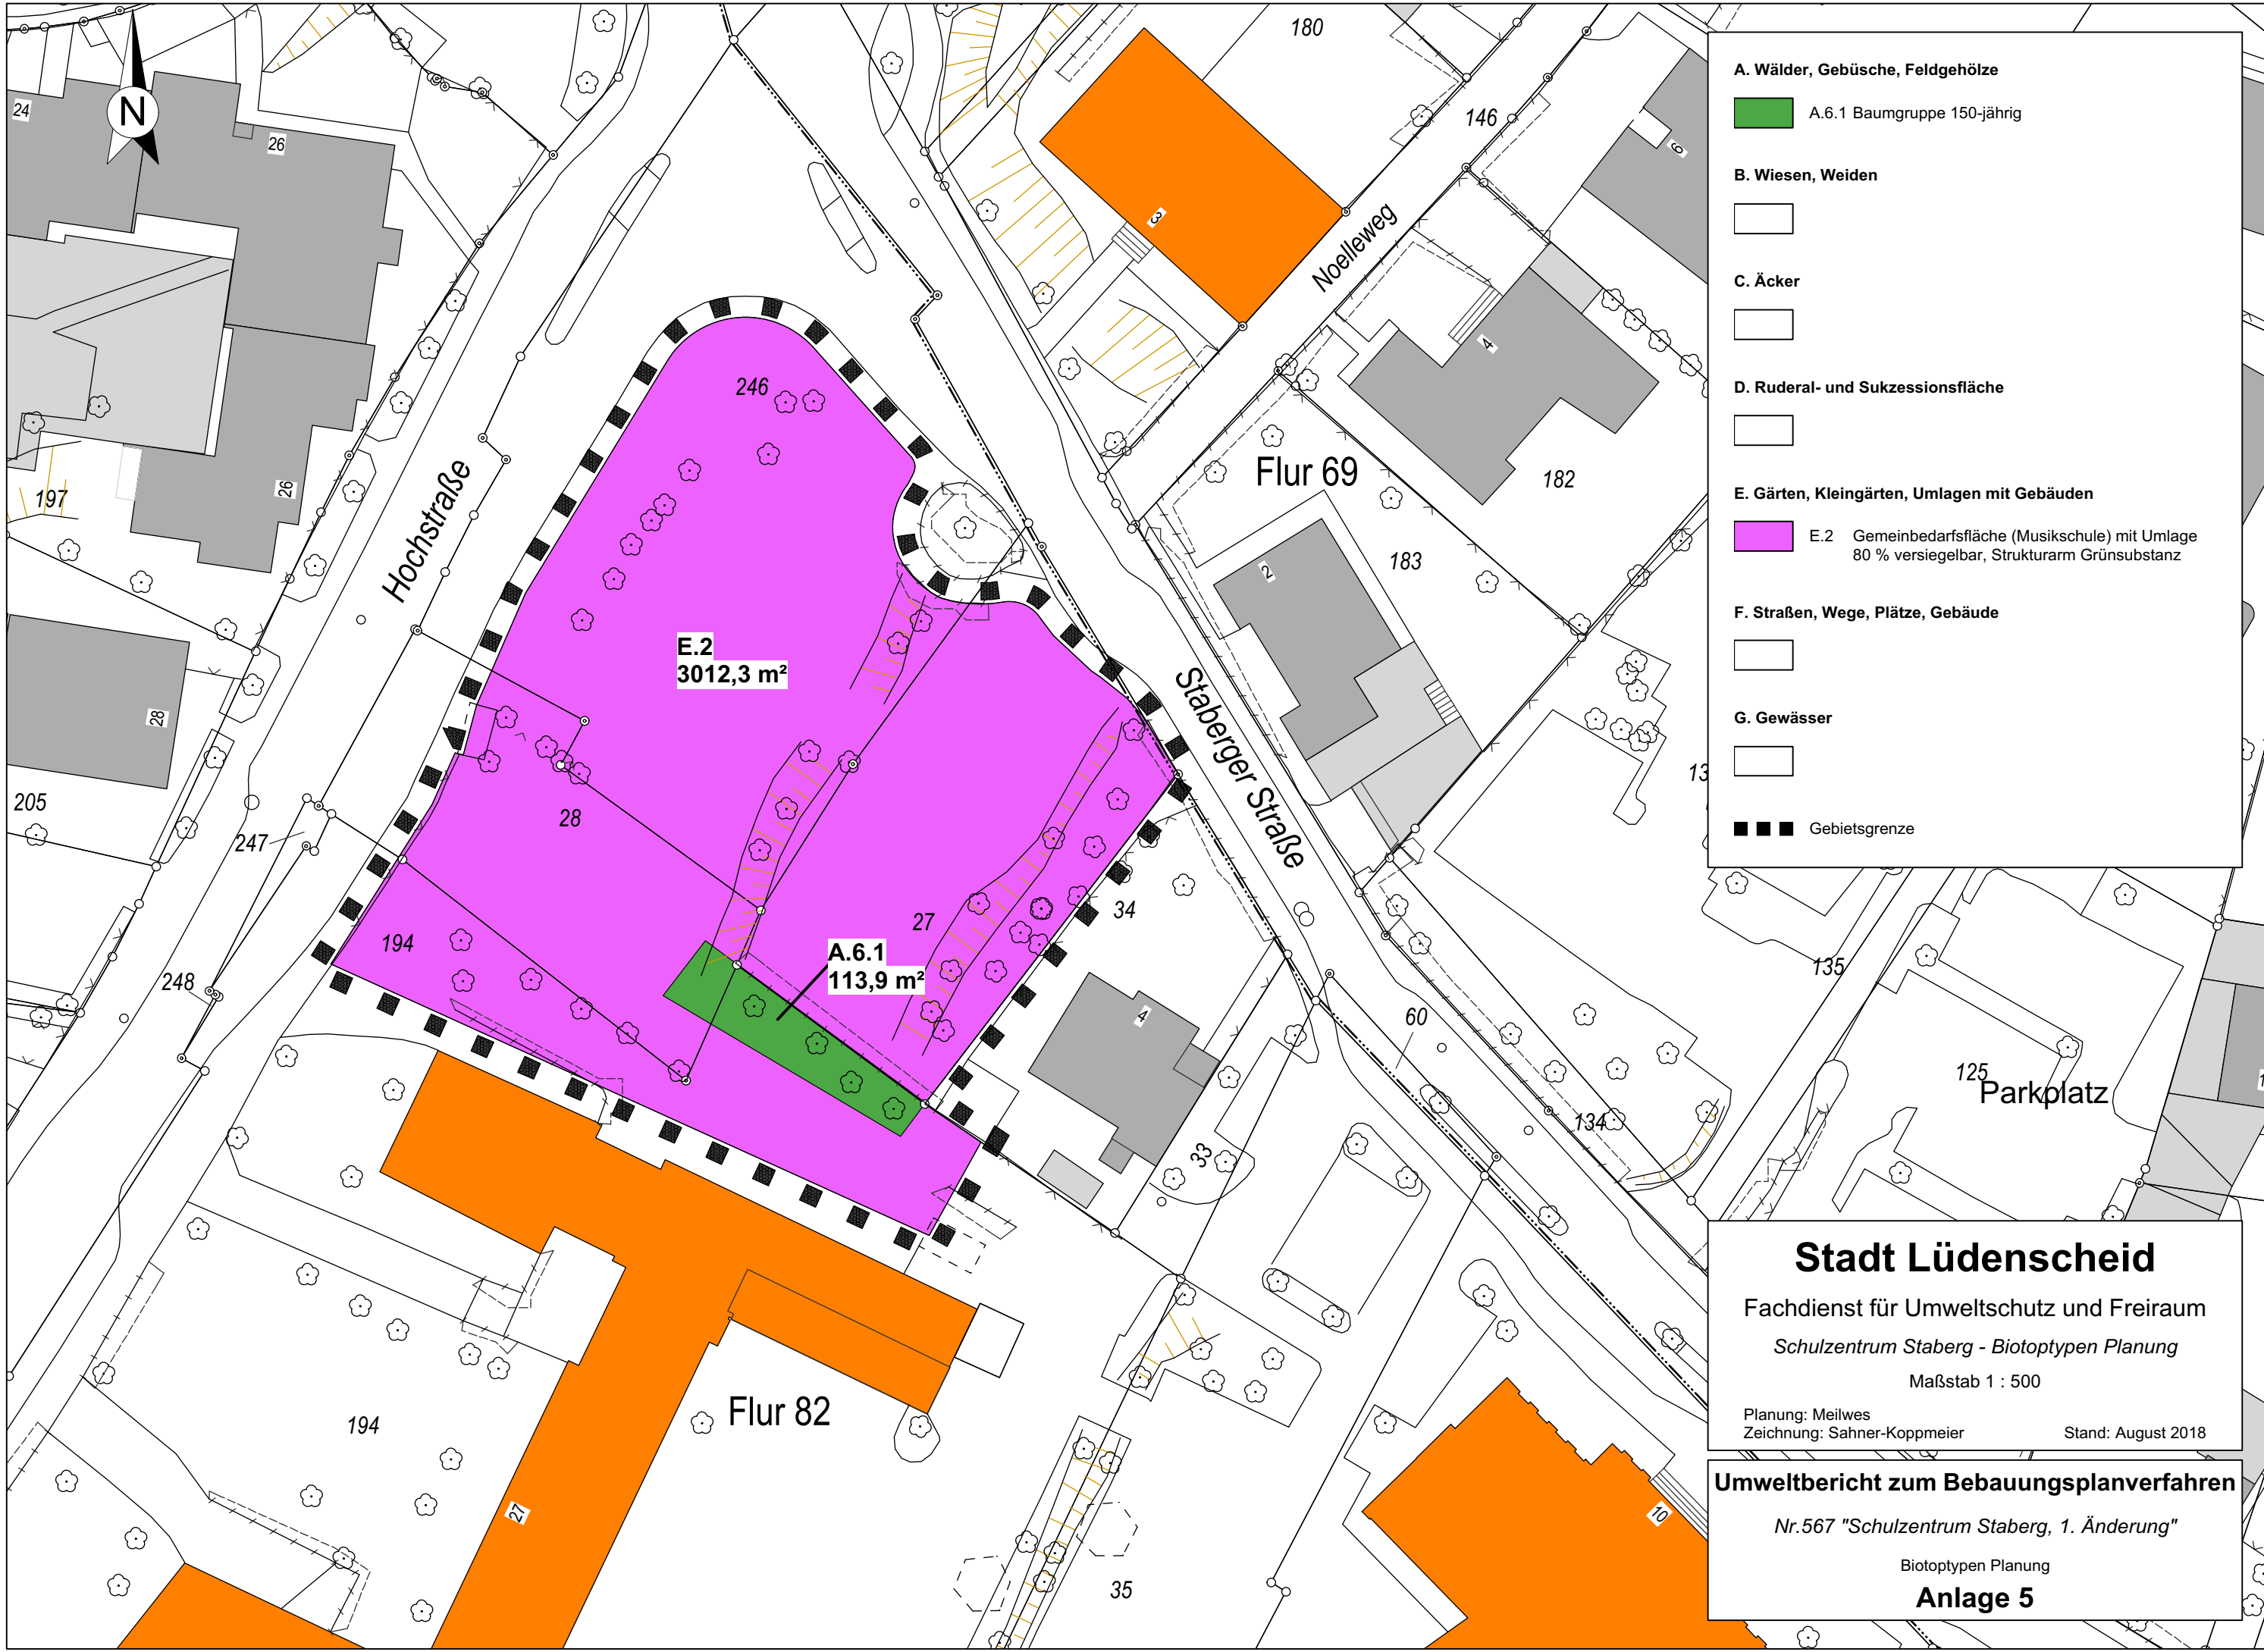 180
24
N
26
146
6
3
Noelleweg
4
246
Flur 69
182
197
26
Hochstraße
183
2
E.2
3012,3 m²
28
Staberger Straße
205
28
247
13
34
27
194
A.6.1
113,9 m²
248
135
4
60
125
Parkplatz
134
33
194
Flur 82
27
10
35
A. Wälder, Gebüsche, Feldgehölze
A.6.1 Baumgruppe 150-jährig
B. Wiesen, Weiden
C. Äcker
D. Ruderal- und Sukzessionsfläche
E. Gärten, Kleingärten, Umlagen mit Gebäuden
E.2 Gemeinbedarfsfläche (Musikschule) mit Umlage
80 % versiegelbar, Strukturarm Grünsubstanz
F. Straßen, Wege, Plätze, Gebäude
G. Gewässer
Gebietsgrenze
Stadt Lüdenscheid
Fachdienst für Umweltschutz und Freiraum
Schulzentrum Staberg - Biotoptypen Planung
Maßstab 1 : 500
Planung: Meilwes
Zeichnung: Sahner-Koppmeier Stand: August 2018
Umweltbericht zum Bebauungsplanverfahren
Nr.567 "Schulzentrum Staberg, 1. Änderung"
Biotoptypen Planung
Anlage 5